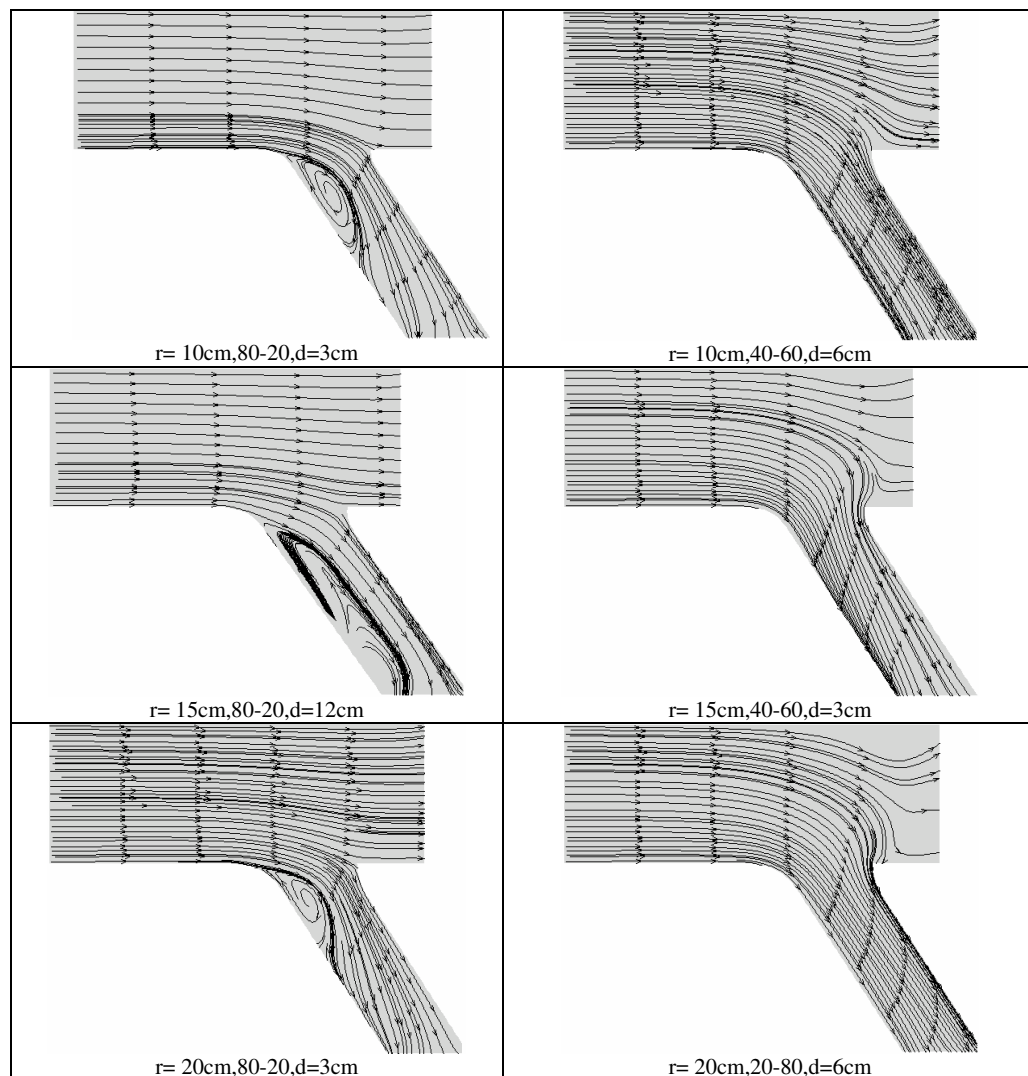 r= 10cm,80-20,d=3cm
r= 10cm,40-60,d=6cm
r= 15cm,80-20,d=12cm
r= 15cm,40-60,d=3cm
r= 20cm,80-20,d=3cm
r= 20cm,20-80,d=6cm